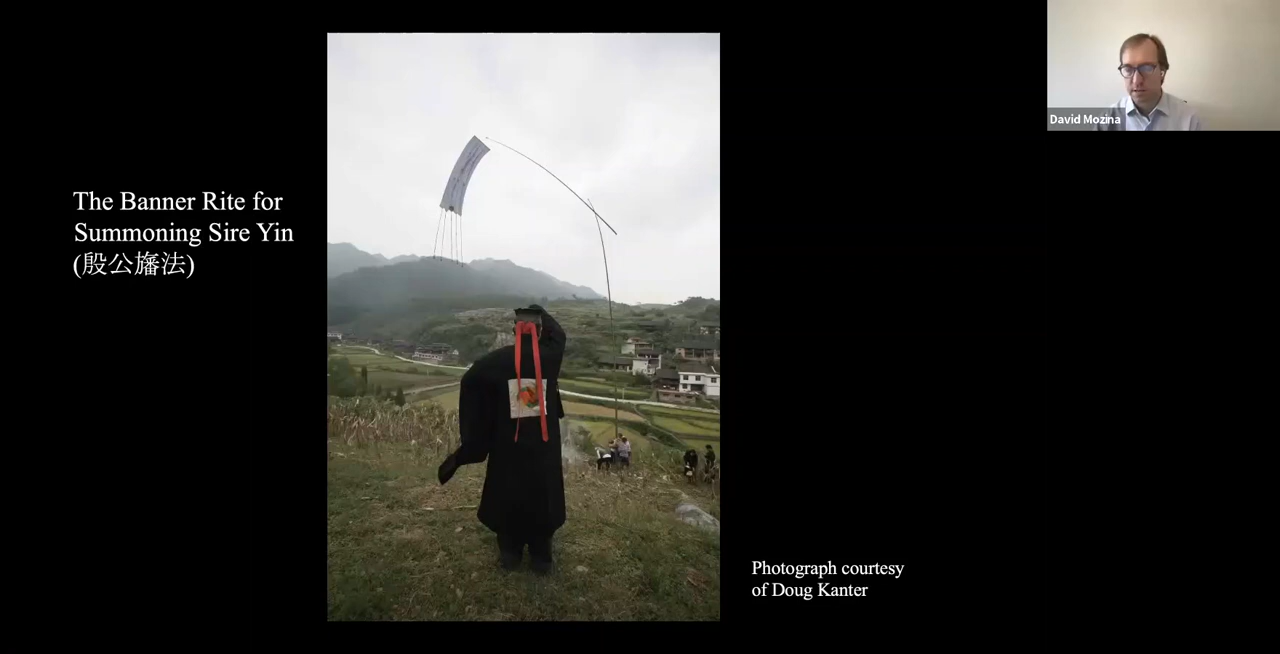 The Banner Rite for
Summoning Sire Yin
(殷公旛法)
Photograph courtesy
of Doug Kanter
David Mozina